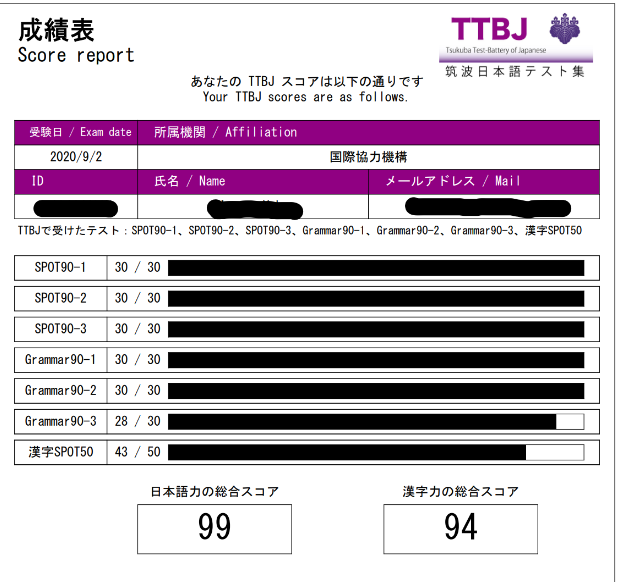 成績表
Score report
TTBJ
Tsukuba Test-Battery of Japanese
筑波日本語テスト集
あなたの TTBJ スコアは以下の通りです
Your TTBJ scores are as follows.
受験日 / Exam date 所属機関 / Affiliation
2020/9/2 国際協力機構
ID 氏名 / Name メールアドレス / Mail
TTBJで受けたテスト：SPOT90-1、SPOT90-2、SPOT90-3、Grammar90-1、Grammar90-2、Grammar90-3、漢字SPOT50
SPOT90-1 30 / 30
SPOT90-2 30 / 30
SPOT90-3 30 / 30
Grammar90-1 30 / 30
Grammar90-2 30 / 30
Grammar90-3 28 / 30
漢字SPOT50 43 / 50
日本語力の総合スコア 漢字力の総合スコア
99 94